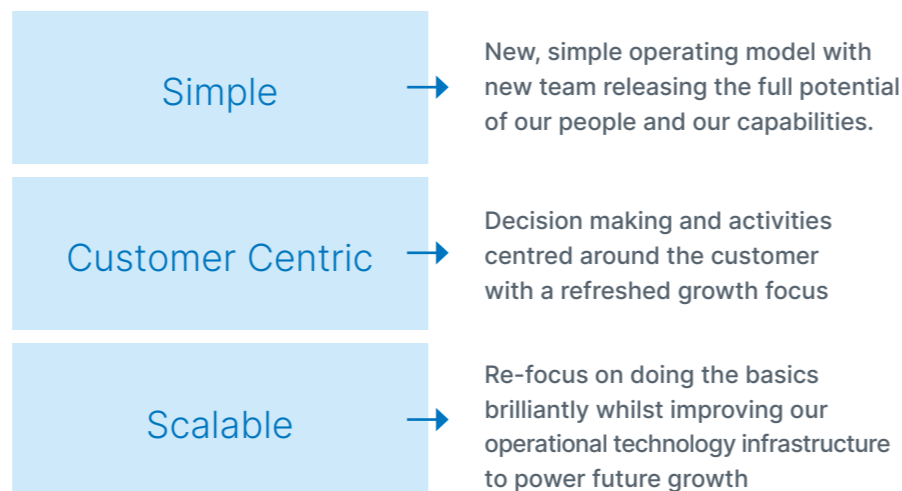 Simple
New, simple operating model with
new team releasing the full potential
of our people and our capabilities.
Customer Centric
Decision making and activities
centred around the customer
with a refreshed growth focus
Scalable
Re-focus on doing the basics
brilliantly whilst improving our
operational technology infrastructure
to power future growth